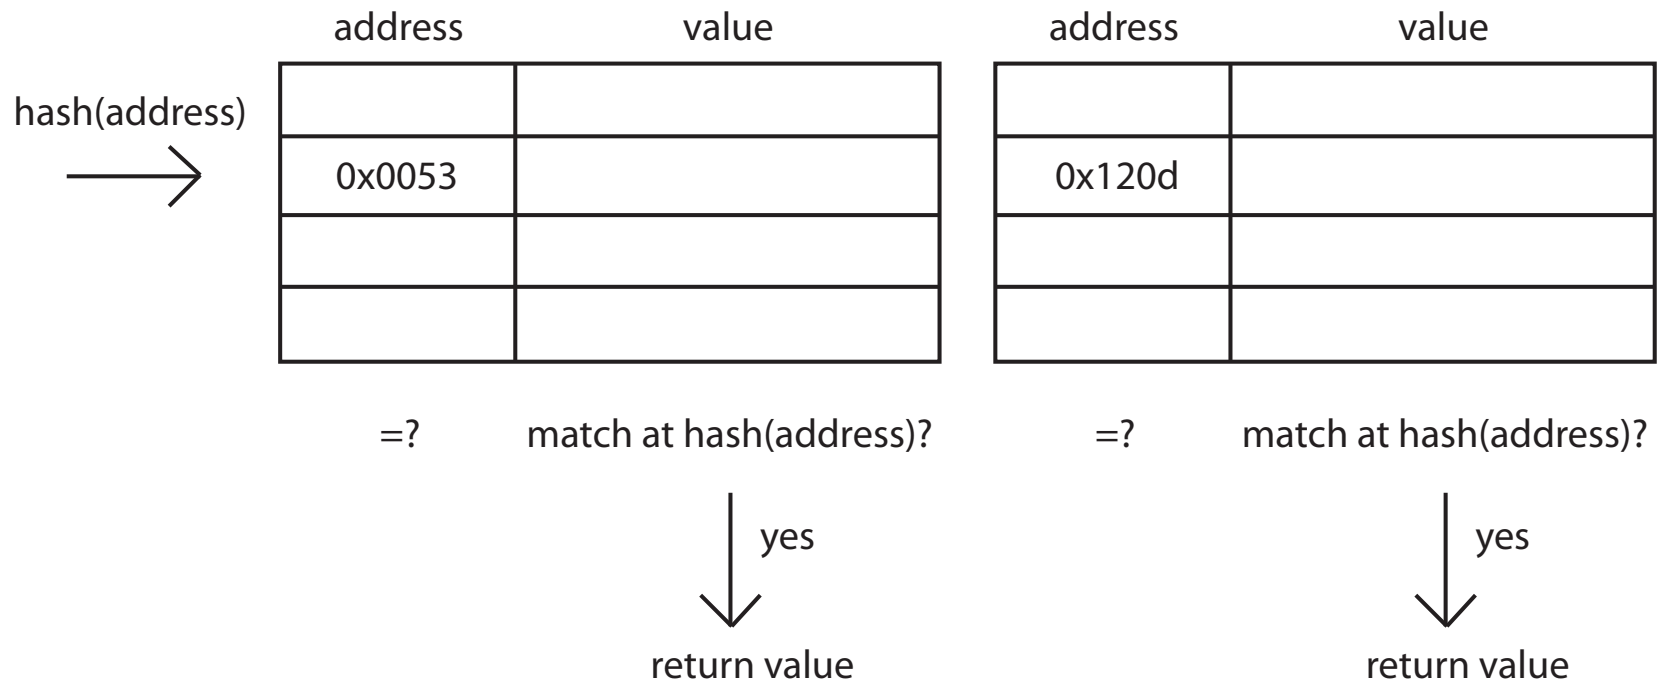 address value address value
hash(address)
0x0053 0x120d
=? match at hash(address)? =? match at hash(address)?
yes yes
return value return value